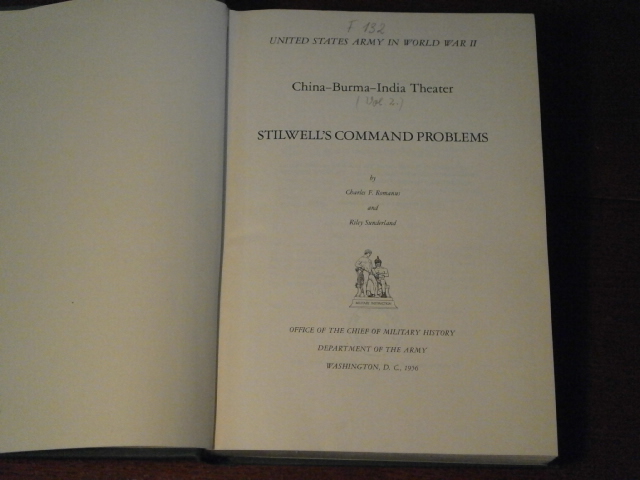 F 132
UNITED STATES ARMY IN WORLD WAR II
China–Burma–India Theater
(Vol 2.)
STILWELL'S COMMAND PROBLEMS
by
Charles F. Romanus
and
Riley Sunderland
OFFICE OF THE CHIEF OF MILITARY HISTORY
DEPARTMENT OF THE ARMY
WASHINGTON, D. C., 1956